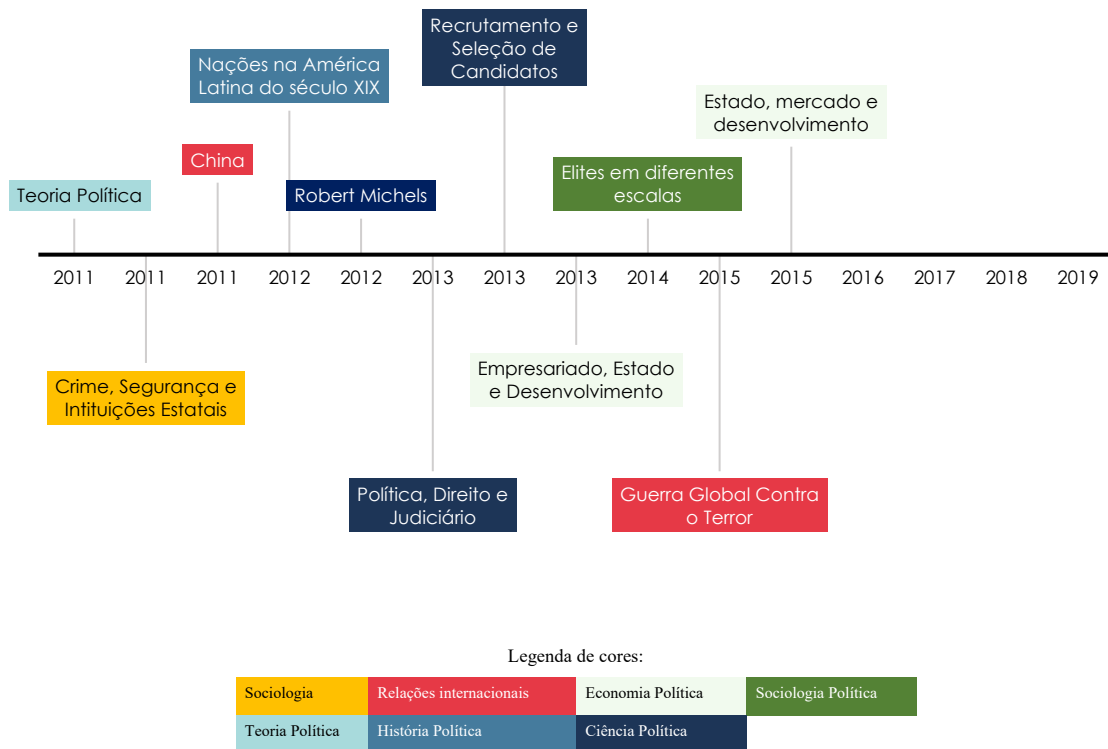 Recrutamento e
Seleção de
Candidatos
Nações na América
Latina do século XIX
Estado, mercado e
desenvolvimento
China
Elites em diferentes
escalas
Teoria Política
Robert Michels
2011 2011 2011 2012 2012 2013 2013 2013 2014 2015 2015 2016 2017 2018 2019
Crime, Segurança e
Intituições Estatais
Empresariado, Estado
e Desenvolvimento
Política, Direito e
Judiciário
Guerra Global Contra
o Terror
Legenda de cores:
Sociologia Relações internacionais Economia Política Sociologia Política
Teoria Política História Política Ciência Política